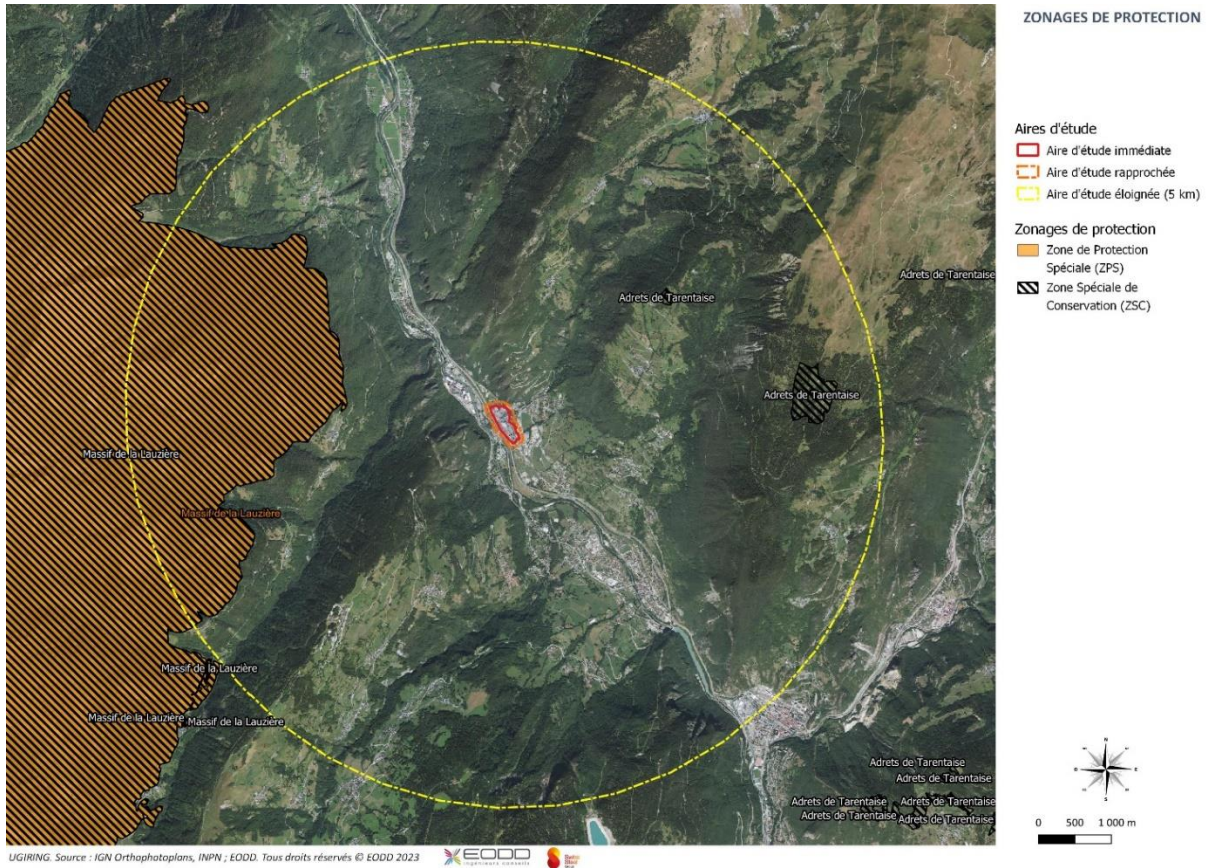 ZONAGES DE PROTECTION
Aires d'étude
Aire d'étude immédiate
Aire d'étude rapprochée
Aire d'étude éloignée (5 km)
Zonages de protection
Zone de Protection
Spéciale (ZPS)
Zone Spéciale de
Conservation (ZSC)
Adrets de Tarentaise
Adrets de Tarentaise
Adrets de Tarentaise
Massif de la Lauzière
Massif de la Lauzière
Massif de la Lauzière
Massif de la Lauzière
Massif de la Lauzière
Adrets de Tarentaise
Adrets de Tarentaise
Adrets de Tarentaise
Adrets de Tarentaise
Adrets de Tarentaise
Adrets de Tarentaise
N
S
0 500 1 000 m
UGIRING. Source : IGN Orthophotoplans, INPN ; EODD. Tous droits réservés © EODD 2023
EODD
ingénieurs conseils